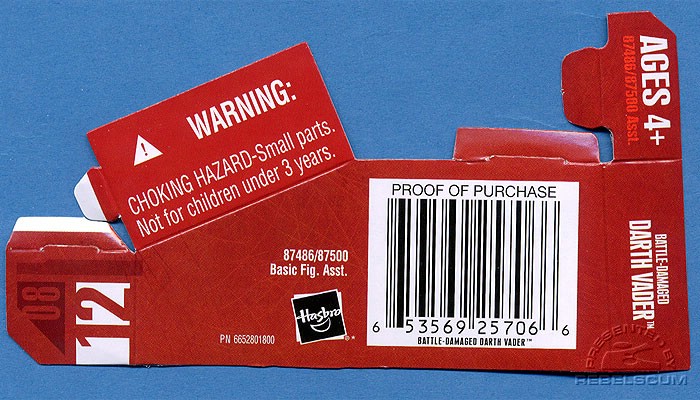 WARNING:
CHOKING HAZARD-Small parts.
Not for children under 3 years.
AGES 4+
87486/87500 Asst.
PROOF OF PURCHASE
6 53569 25706 6
BATTLE-DAMAGED DARTH VADER™
BATTLE-DAMAGED
DARTH VADER™
87486/87500
Basic Fig. Asst.
Hasbro
®*
PN 6652801800
08
12
PRESENTED BY
REBELSCUM